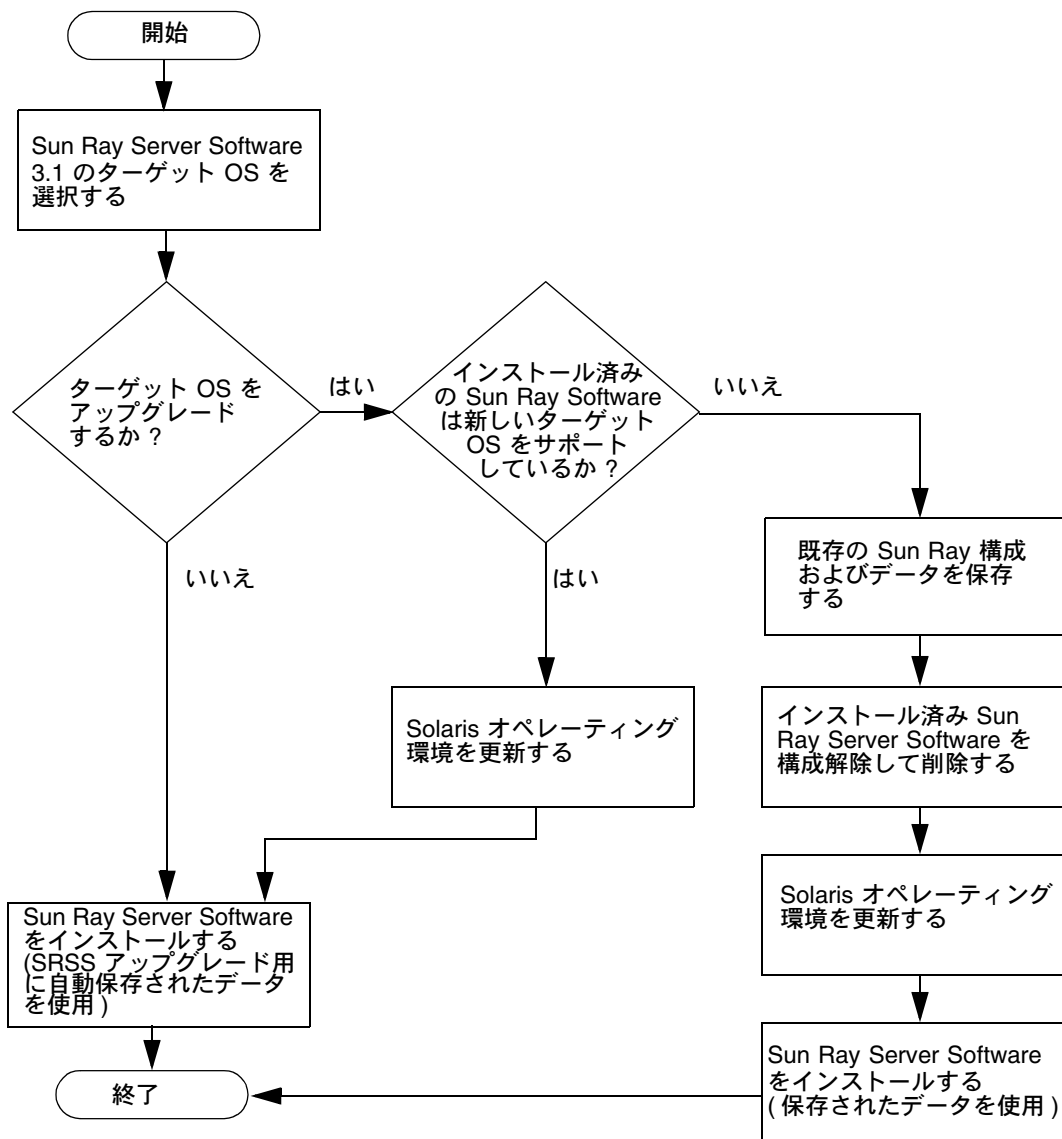 開始
Sun Ray Server Software
3.1 のターゲット OS を
選択する
ターゲット OS を
アップグレード
するか ?
はい
インストール済み
の Sun Ray Software
は新しいターゲット
OS をサポート
しているか ?
いいえ
いいえ
はい
既存の Sun Ray 構成
およびデータを保存
する
Solaris オペレーティング
環境を更新する
インストール済み Sun
Ray Server Software を
構成解除して削除する
Solaris オペレーティング
環境を更新する
Sun Ray Server Software
をインストールする
(SRSS アップグレード用
に自動保存されたデータ
を使用 )
Sun Ray Server Software
をインストールする
( 保存されたデータを使用 )
終了